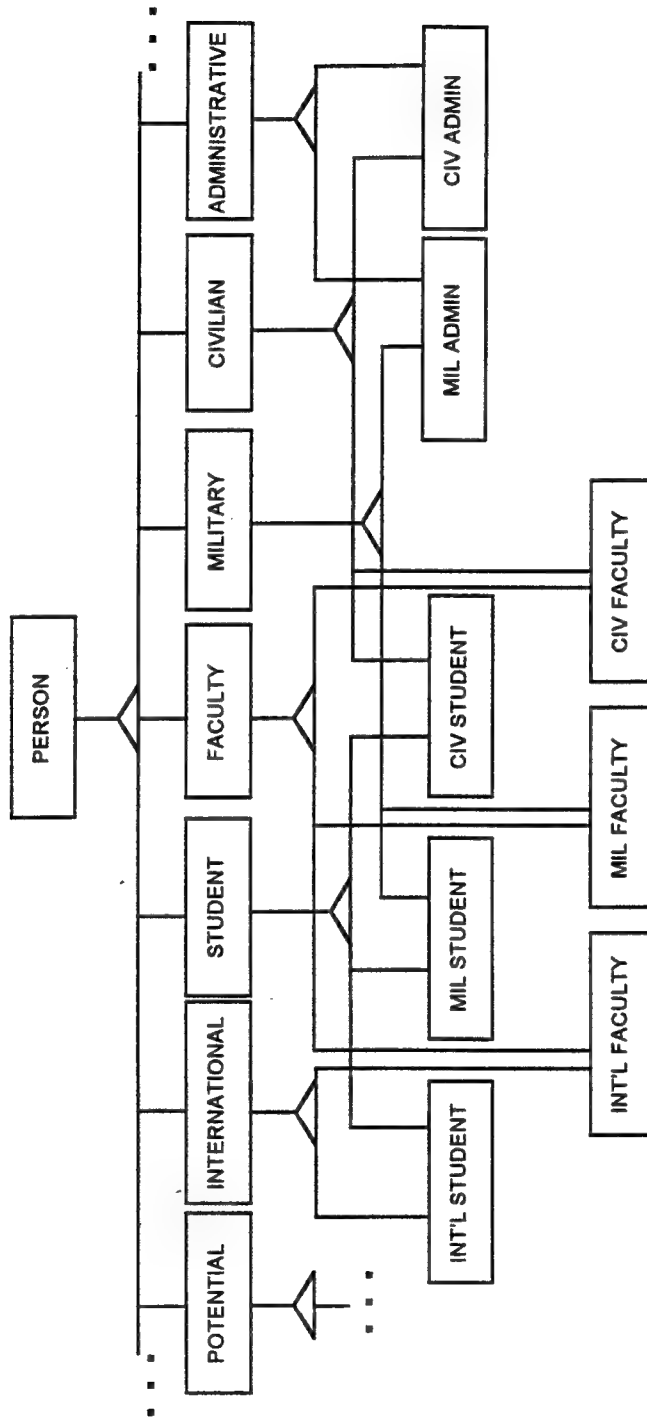 PERSON
POTENTIAL
INTERNATIONAL
STUDENT
FACULTY
MILITARY
CIVILIAN
ADMINISTRATIVE
INT'L STUDENT
MIL STUDENT
CIV STUDENT
MIL ADMIN
CIV ADMIN
INT'L FACULTY
MIL FACULTY
CIV FACULTY